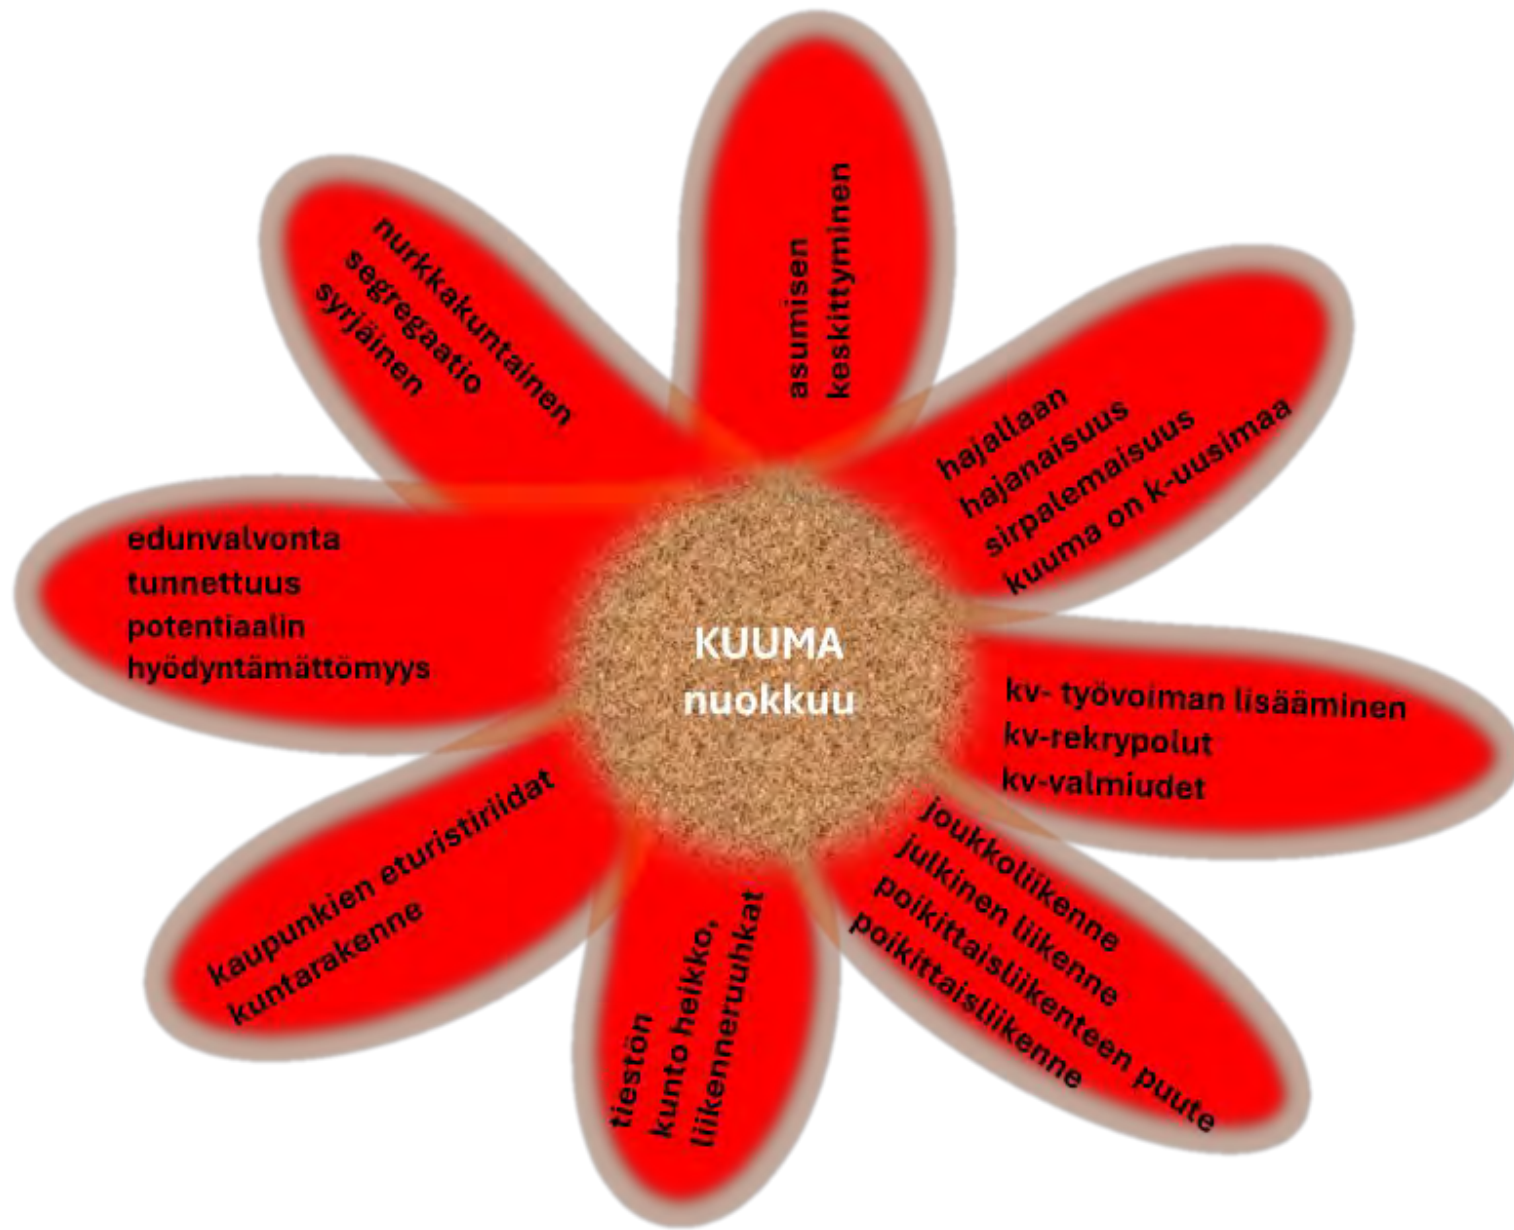 asumisen
keskittyminen
hajallaan
hajanaisuus
sirpalemaisuus
kuuma on k-uusimaa
kv- työvoiman lisääminen
kv-rekrypolut
kv-valmiudet
joukkoliikenne
julkinen liikenne
poikittaisliikenteen puute
poikittaisliikenne
tiestön
kunto heikko,
liikenneruuhkat
kaupunkien eturistiriidat
kuntarakenne
edunvalvonta
tunnettuus
potentiaalin
hyödyntämättömyys
nurkkakuntainen
segregaatio
syrjäinen
KUUMA
nuokkuu